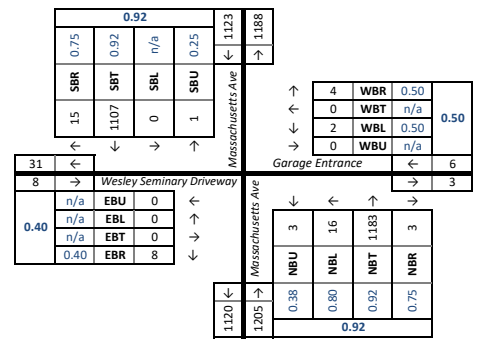 0.92
0.75 0.92 n/a 0.25
SBR SBT SBL SBU
15 1107 0 1
← ↓ → ↑
1123 1188
↓ ↑
Massachusetts Ave
↑ 4 WBR 0.50
← 0 WBT n/a
↓ 2 WBL 0.50
→ 0 WBU n/a
0.50
Garage Entrance ← 6
→ 3
31 ←
8 → Wesley Seminary Driveway
0.40
n/a EBU 0 ←
n/a EBL 0 ↑
n/a EBT 0 →
0.40 EBR 8 ↓
Massachusetts Ave
↓ ↑
1120 1205
↓ ← ↑ →
3 16 1183 3
NBU NBL NBT NBR
0.38 0.80 0.92 0.75
0.92